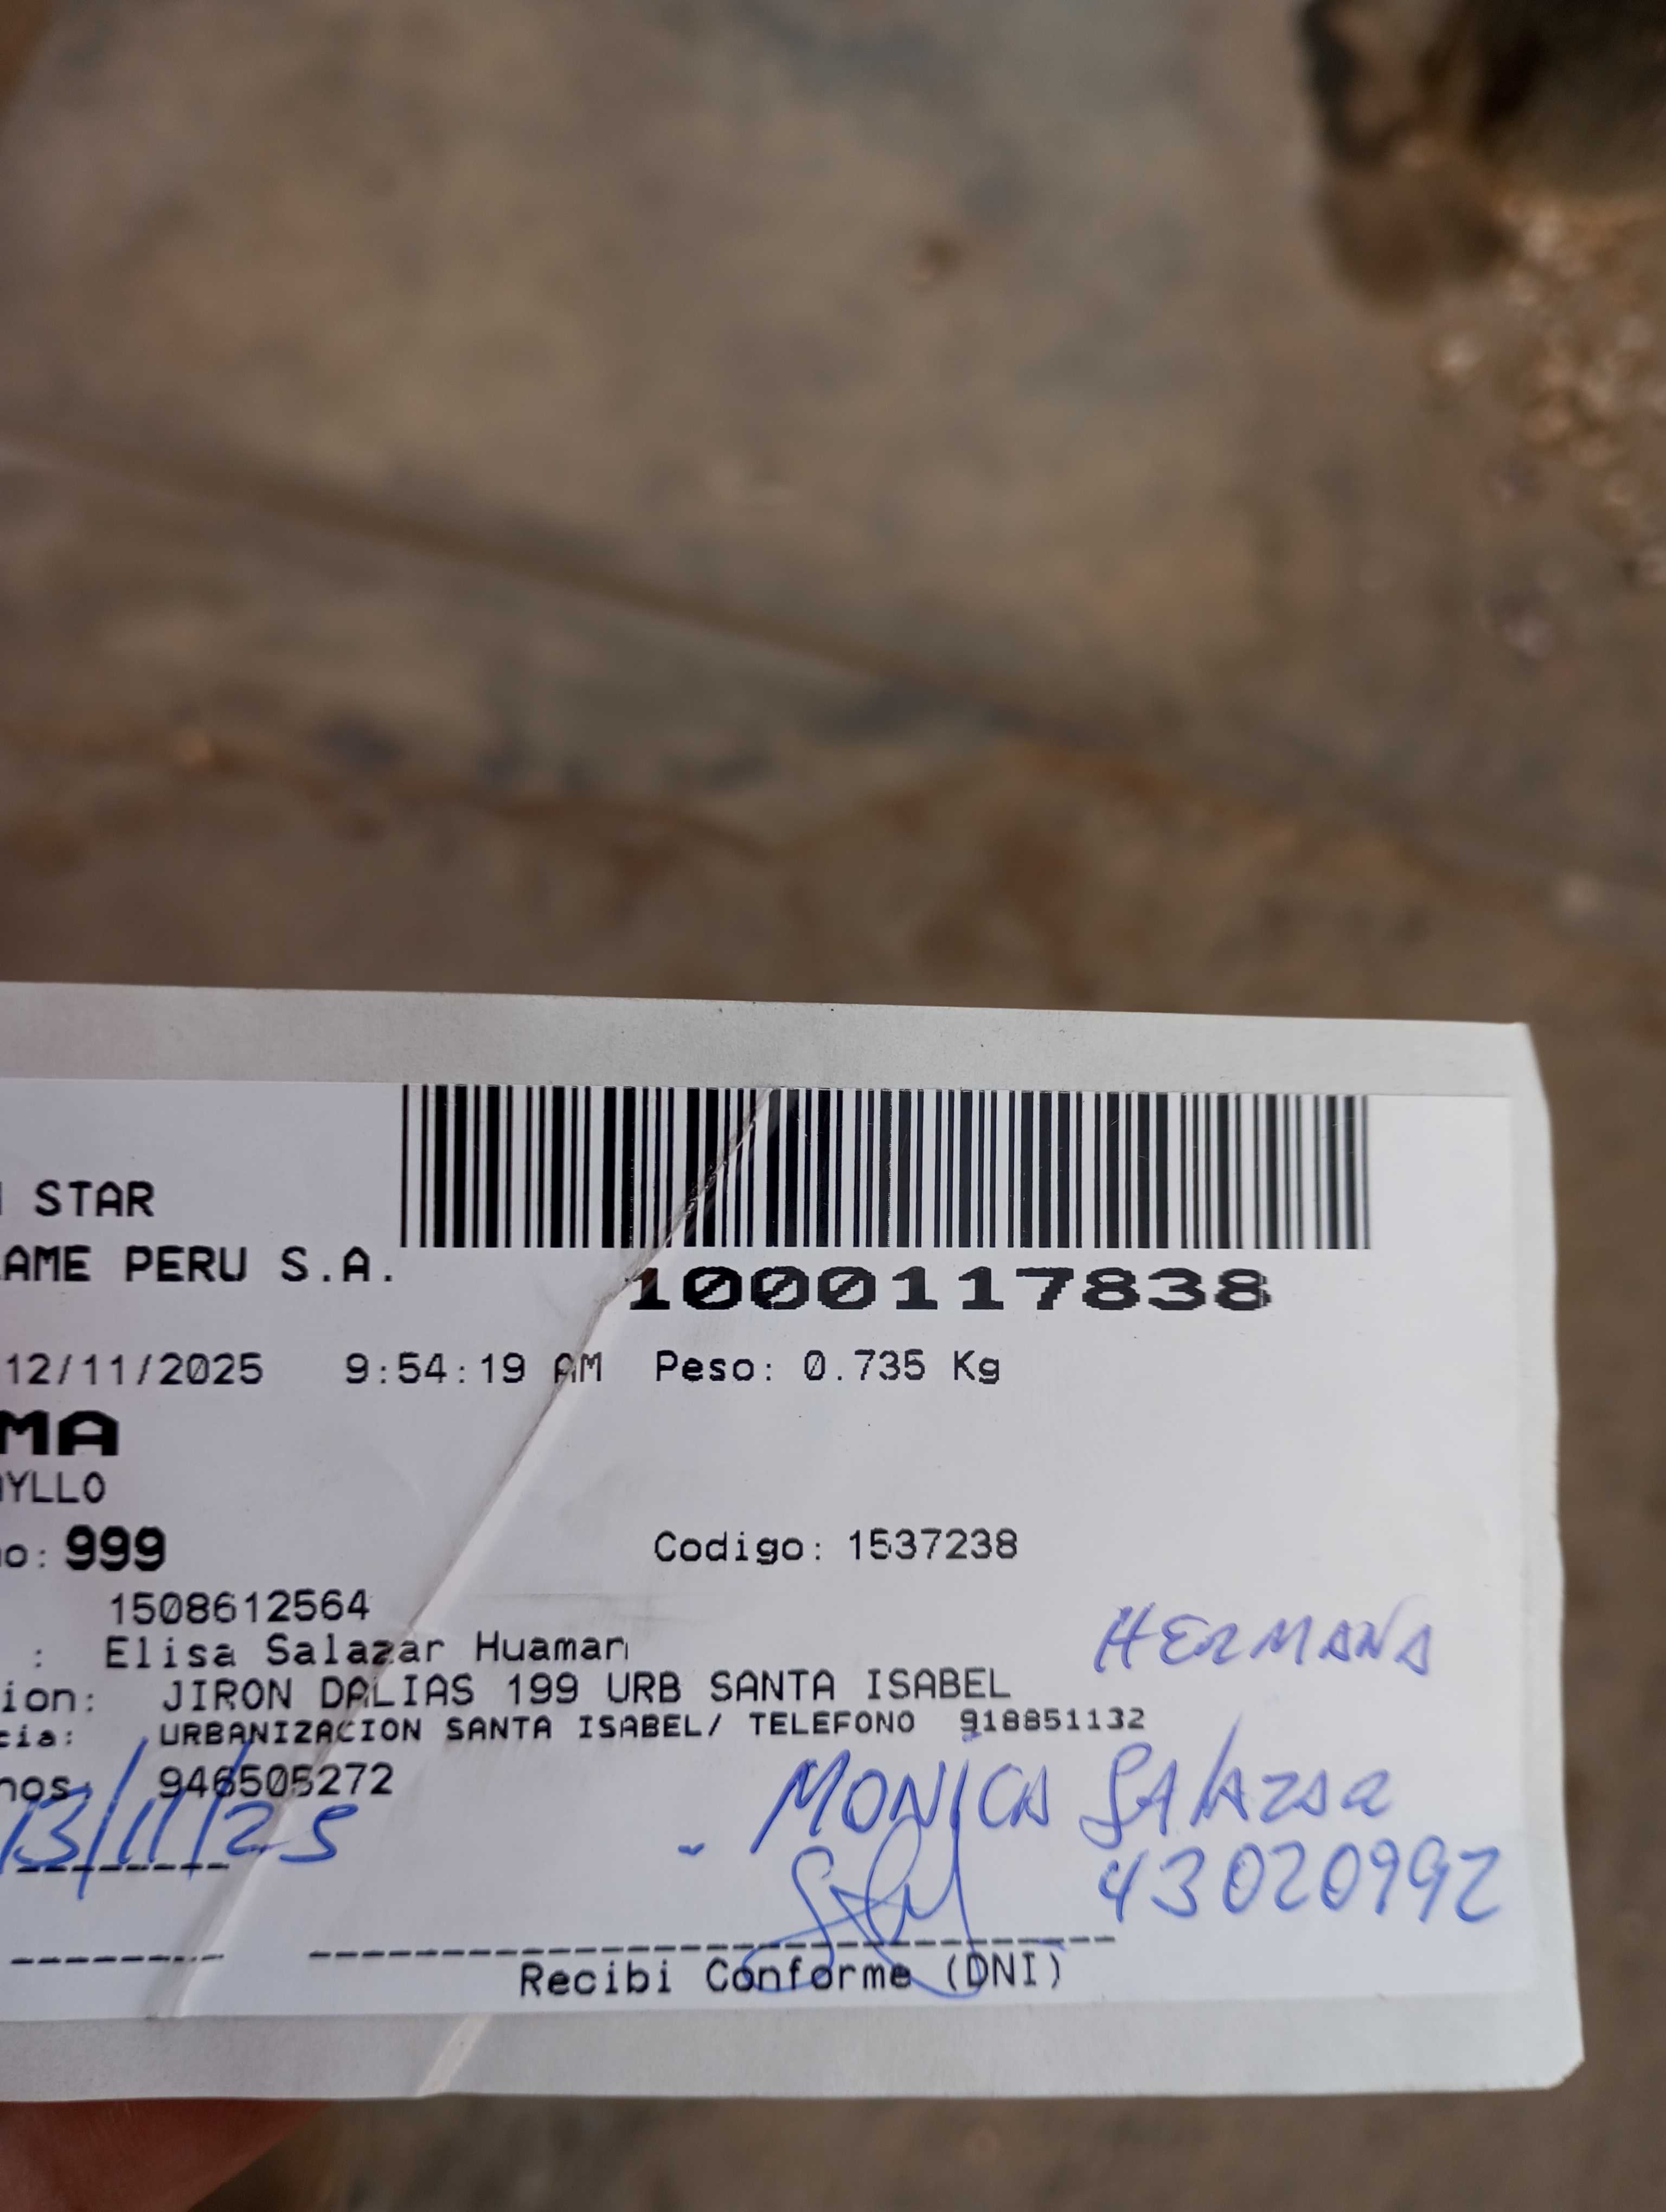 STAR
AME PERU S.A.
1000117838
12/11/2025 9:54:19 AM Peso: 0.735 Kg
MA
YLLO
o: 999 Codigo: 1537238
1508612564
: Elisa Salazar Huaman
HERMANA
ion: JIRON DALIAS 199 URB SANTA ISABEL
cia: URBANIZACION SANTA ISABEL/ TELEFONO 918851132
nos: 946505272
13/11/25
- MONICA SALAZAR
43020992
Recibi Conforme (DNI)